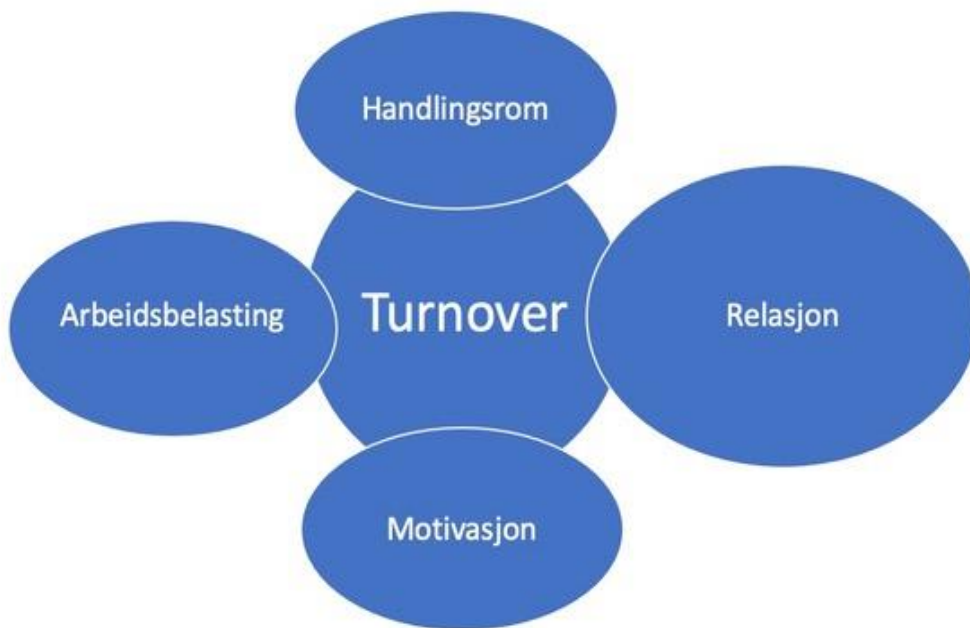 Handlingsrom
Arbeidsbelasting
Turnover
Relasjon
Motivasjon